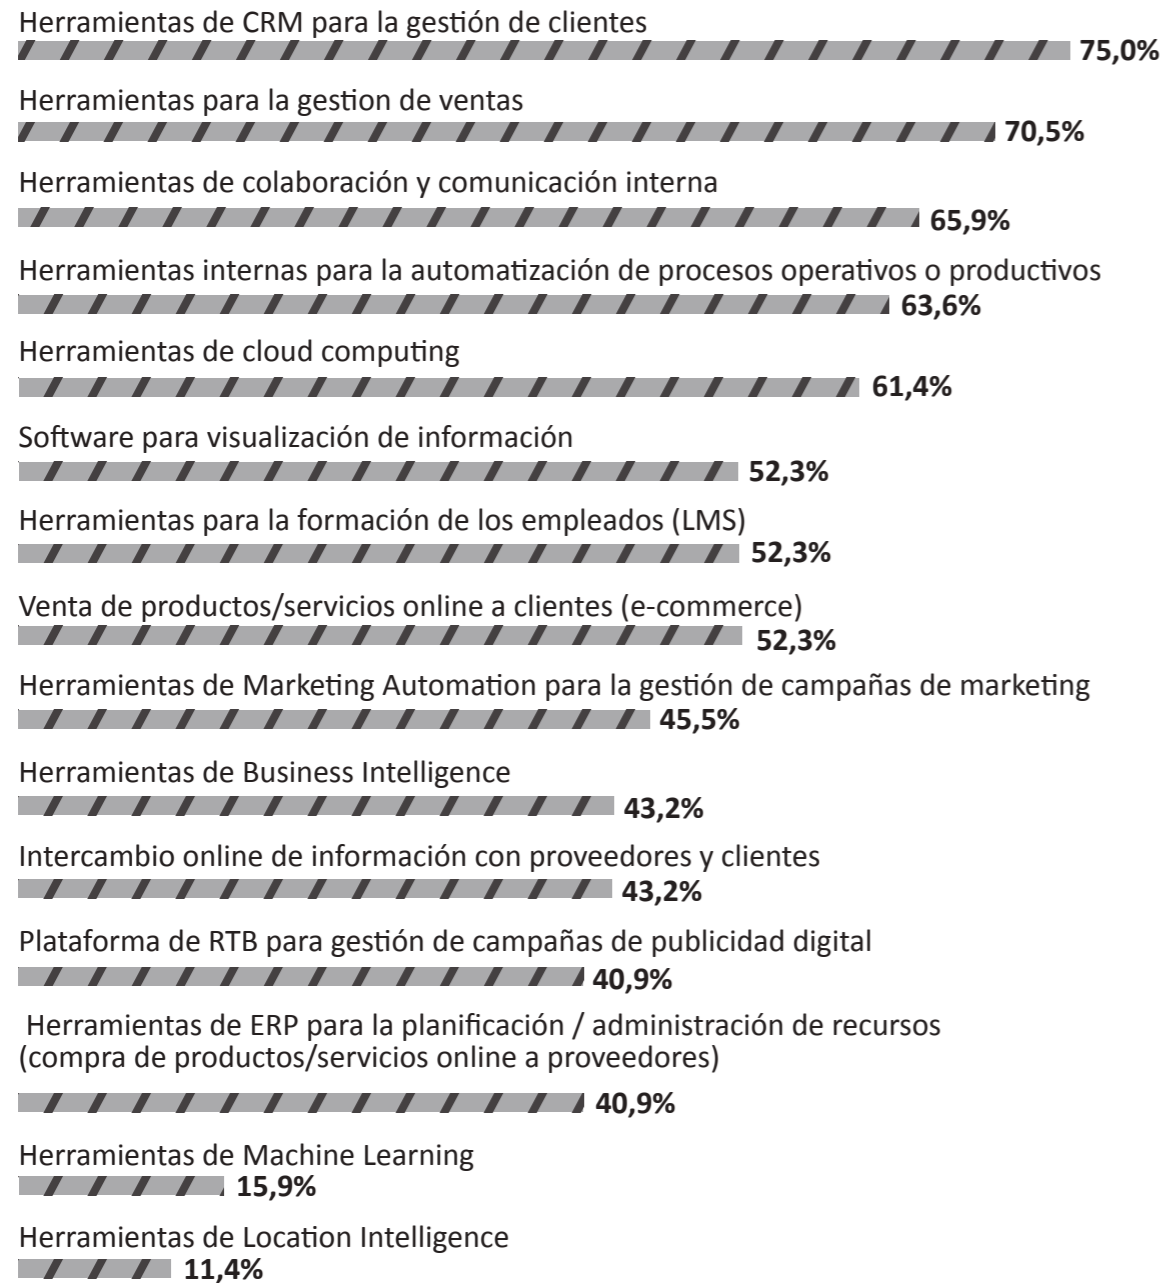 Herramientas de CRM para la gestión de clientes
75,0%
Herramientas para la gestion de ventas
70,5%
Herramientas de colaboración y comunicación interna
65,9%
Herramientas internas para la automatización de procesos operativos o productivos
63,6%
Herramientas de cloud computing
61,4%
Software para visualización de información
52,3%
Herramientas para la formación de los empleados (LMS)
52,3%
Venta de productos/servicios online a clientes (e-commerce)
52,3%
Herramientas de Marketing Automation para la gestión de campañas de marketing
45,5%
Herramientas de Business Intelligence
43,2%
Intercambio online de información con proveedores y clientes
43,2%
Plataforma de RTB para gestión de campañas de publicidad digital
40,9%
Herramientas de ERP para la planificación / administración de recursos
(compra de productos/servicios online a proveedores)
40,9%
Herramientas de Machine Learning
15,9%
Herramientas de Location Intelligence
11,4%